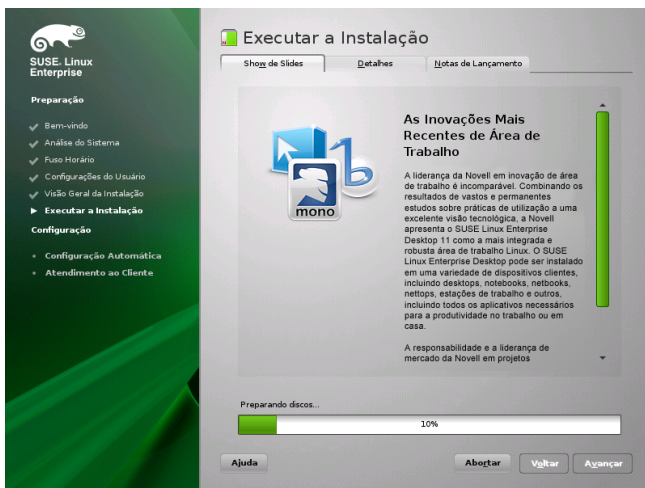 SUSE. Linux
Enterprise
Preparação
Bem-vindo
Análise do Sistema
Fuso Horário
Configurações do Usuário
Visão Geral da Instalação
Executar a Instalação
Configuração
Configuração Automática
Atendimento ao Cliente
Executar a Instalação
Show de Slides
Detalhes
Notas de Lançamento
mono
b
As Inovações Mais
Recentes de Área de
Trabalho
A liderança da Novell em inovação de área
de trabalho é incomparável. Combinando os
resultados de vastos e permanentes
estudos sobre práticas de utilização a uma
excelente visão tecnológica, a Novell
apresenta o SUSE Linux Enterprise
Desktop 11 como a mais integrada e
robusta área de trabalho Linux. O SUSE
Linux Enterprise Desktop pode ser instalado
em uma variedade de dispositivos clientes,
incluindo desktops, notebooks, netbooks,
nettops, estações de trabalho e outros,
incluindo todos os aplicativos necessários
para a produtividade no trabalho ou em
casa.
A responsabilidade e a liderança de
mercado da Novell em projetos
Preparando discos...
10%
Ajuda
Abortar
Voltar
Avançar